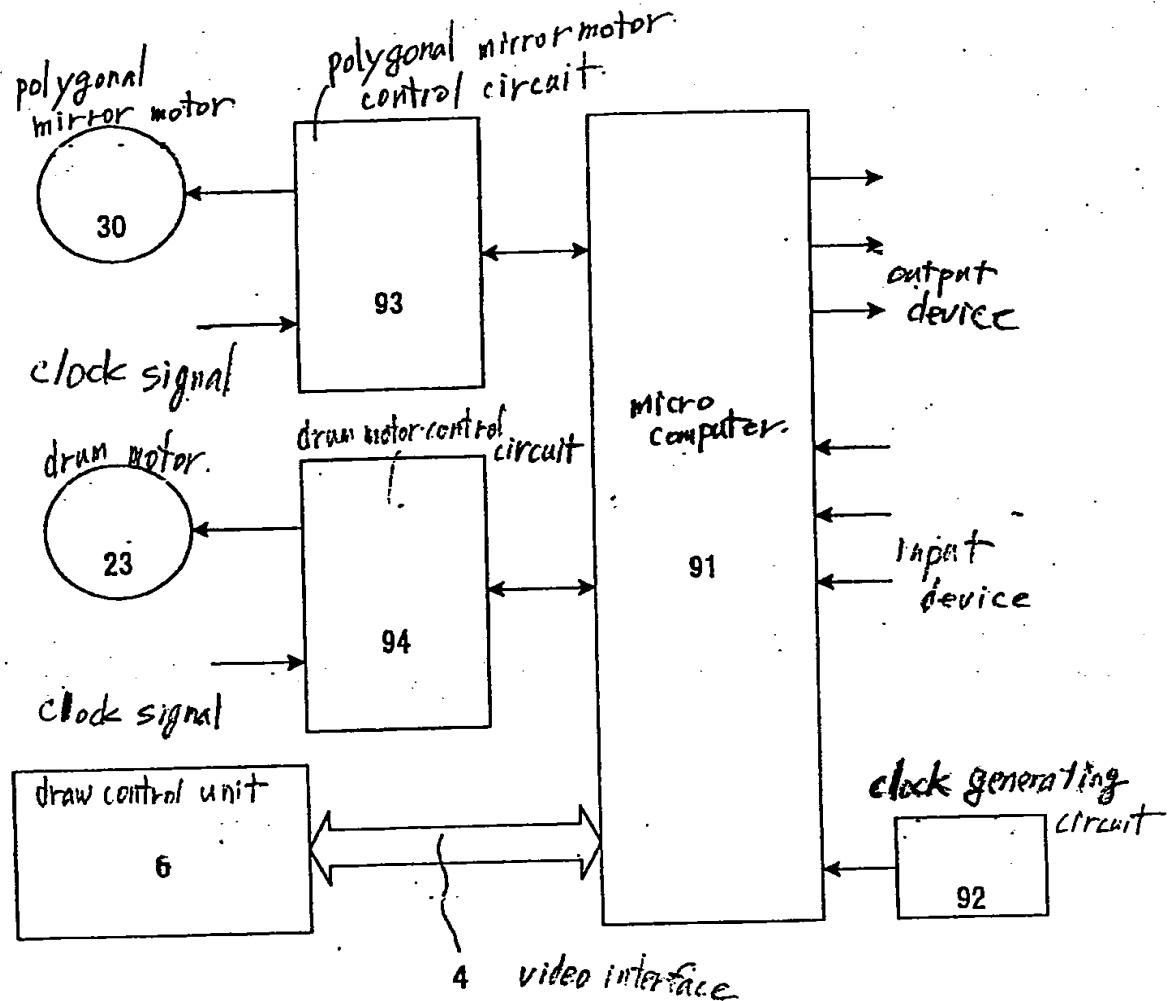 polygonal
mirror motor
30
polygonal mirror motor
control circuit
93
clock signal
drum motor
23
drum motor control
circuit
94
clock signal
micro
computer
91
output
device
input
device
draw control unit
6
4 video interface
clock generating
circuit
92